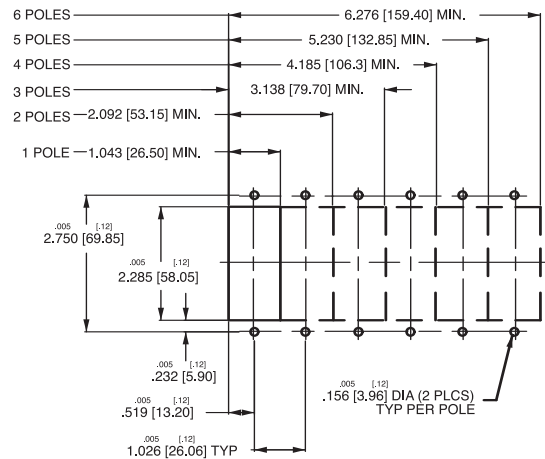 6 POLES 6.276 [159.40] MIN.
5 POLES 5.230 [132.85] MIN.
4 POLES 4.185 [106.3] MIN.
3 POLES 3.138 [79.70] MIN.
2 POLES 2.092 [53.15] MIN.
1 POLE 1.043 [26.50] MIN.
.005 [.12]
2.750 [69.85]
.005 [.12]
2.285 [58.05]
.005 [.12]
.232 [5.90]
.005 [.12]
.519 [13.20]
.005 [.12]
1.026 [26.06] TYP
.005 [.12]
.156 [3.96] DIA (2 PLCS)
TYP PER POLE